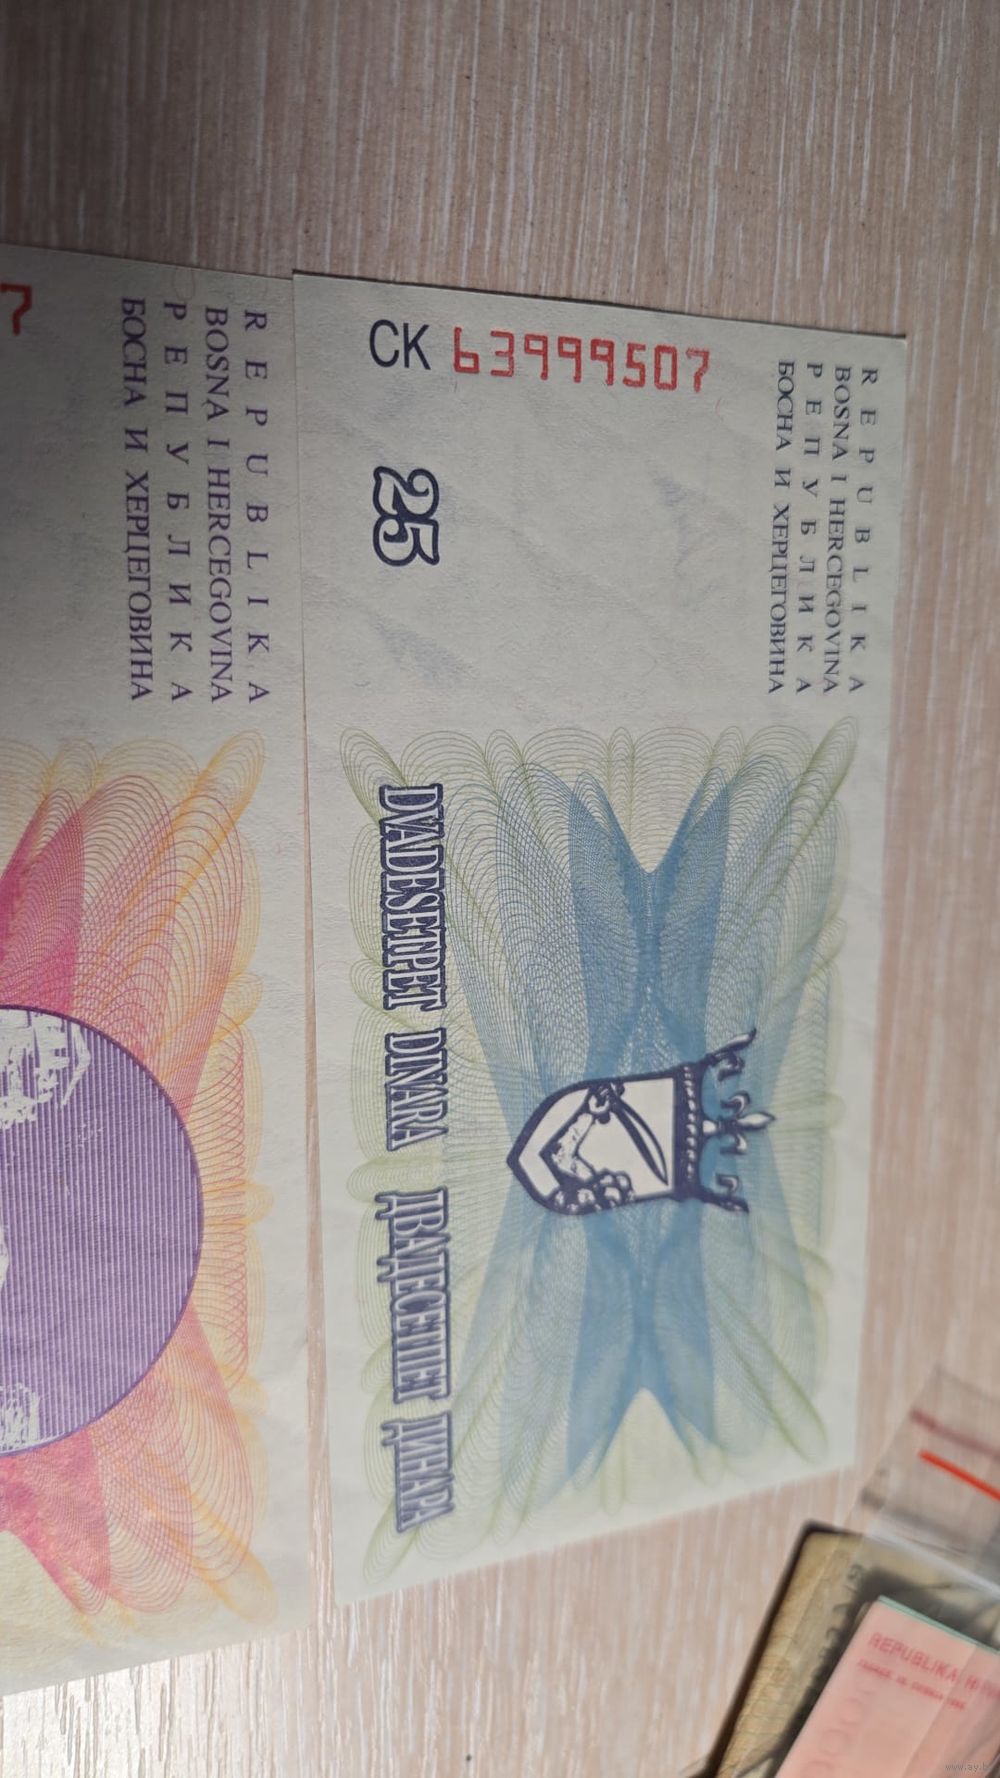 REPUBLIKA
BOSNA I HERCEGOVINA
РЕПУБЛИКА
БОСНА И ХЕРЦЕГОВИНА
CK 63999507
25
DVADESETPET DINARA ДВАДЕСЕТПЕТ ДИНАРА
REPUBLIKA
BOSNA I HERCEGOVINA
РЕПУБЛИКА
БОСНА И ХЕРЦЕГОВИНА
7
REPUBLIKA